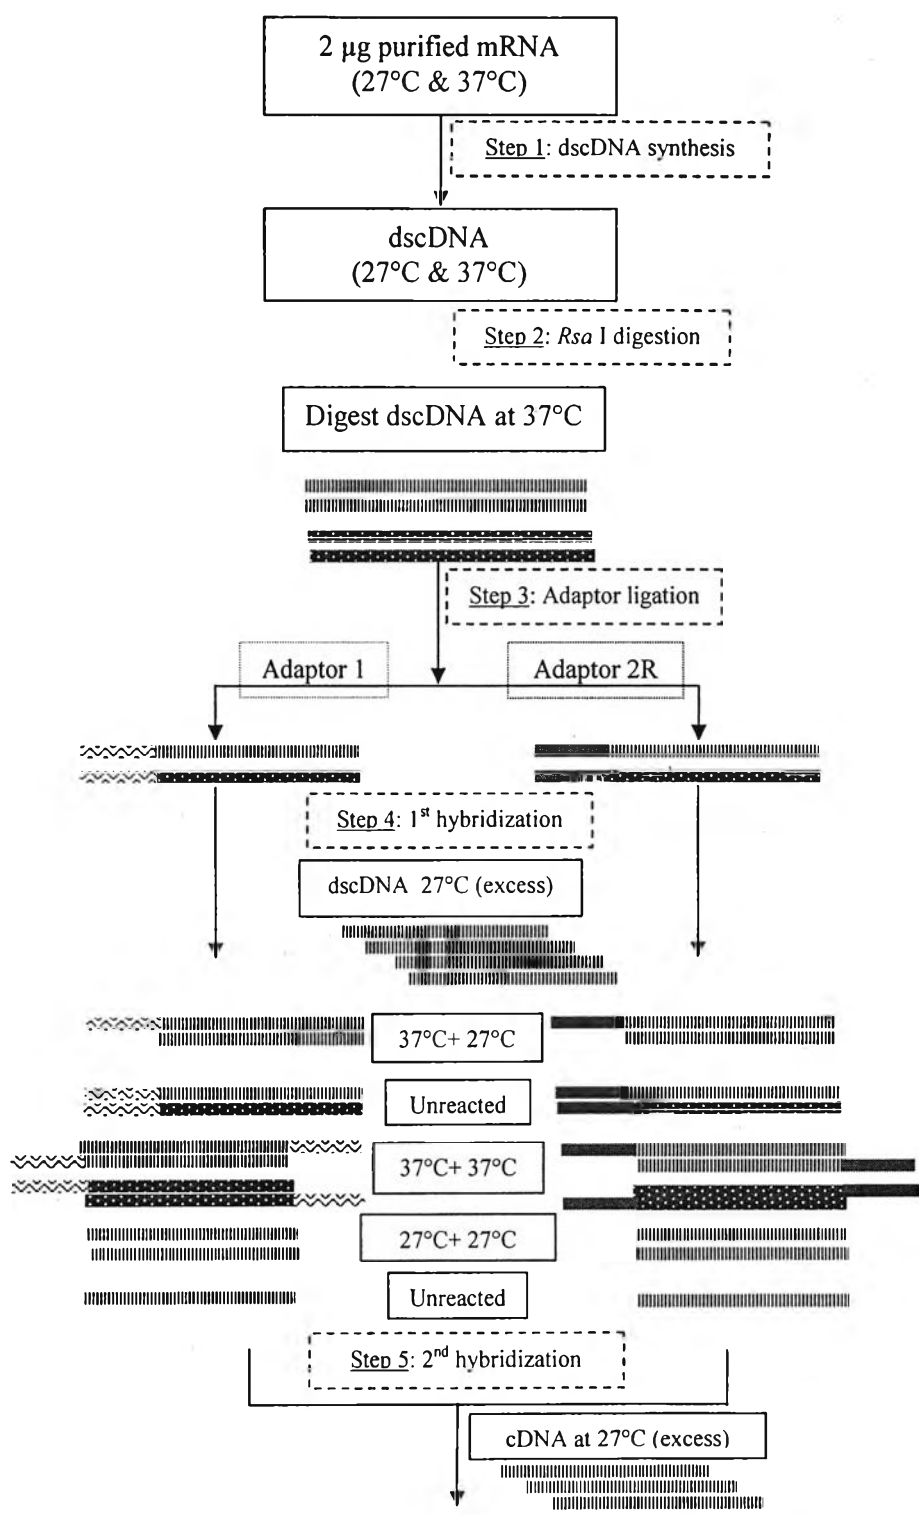 2 µg purified mRNA
(27°C & 37°C)
Step 1: dscDNA synthesis
dscDNA
(27°C & 37°C)
Step 2: Rsa I digestion
Digest dscDNA at 37°C
Step 3: Adaptor ligation
Adaptor 1
Adaptor 2R
Step 4: 1st hybridization
dscDNA 27°C (excess)
37°C+ 27°C
Unreacted
37°C+ 37°C
27°C+ 27°C
Unreacted
Step 5: 2nd hybridization
cDNA at 27°C (excess)